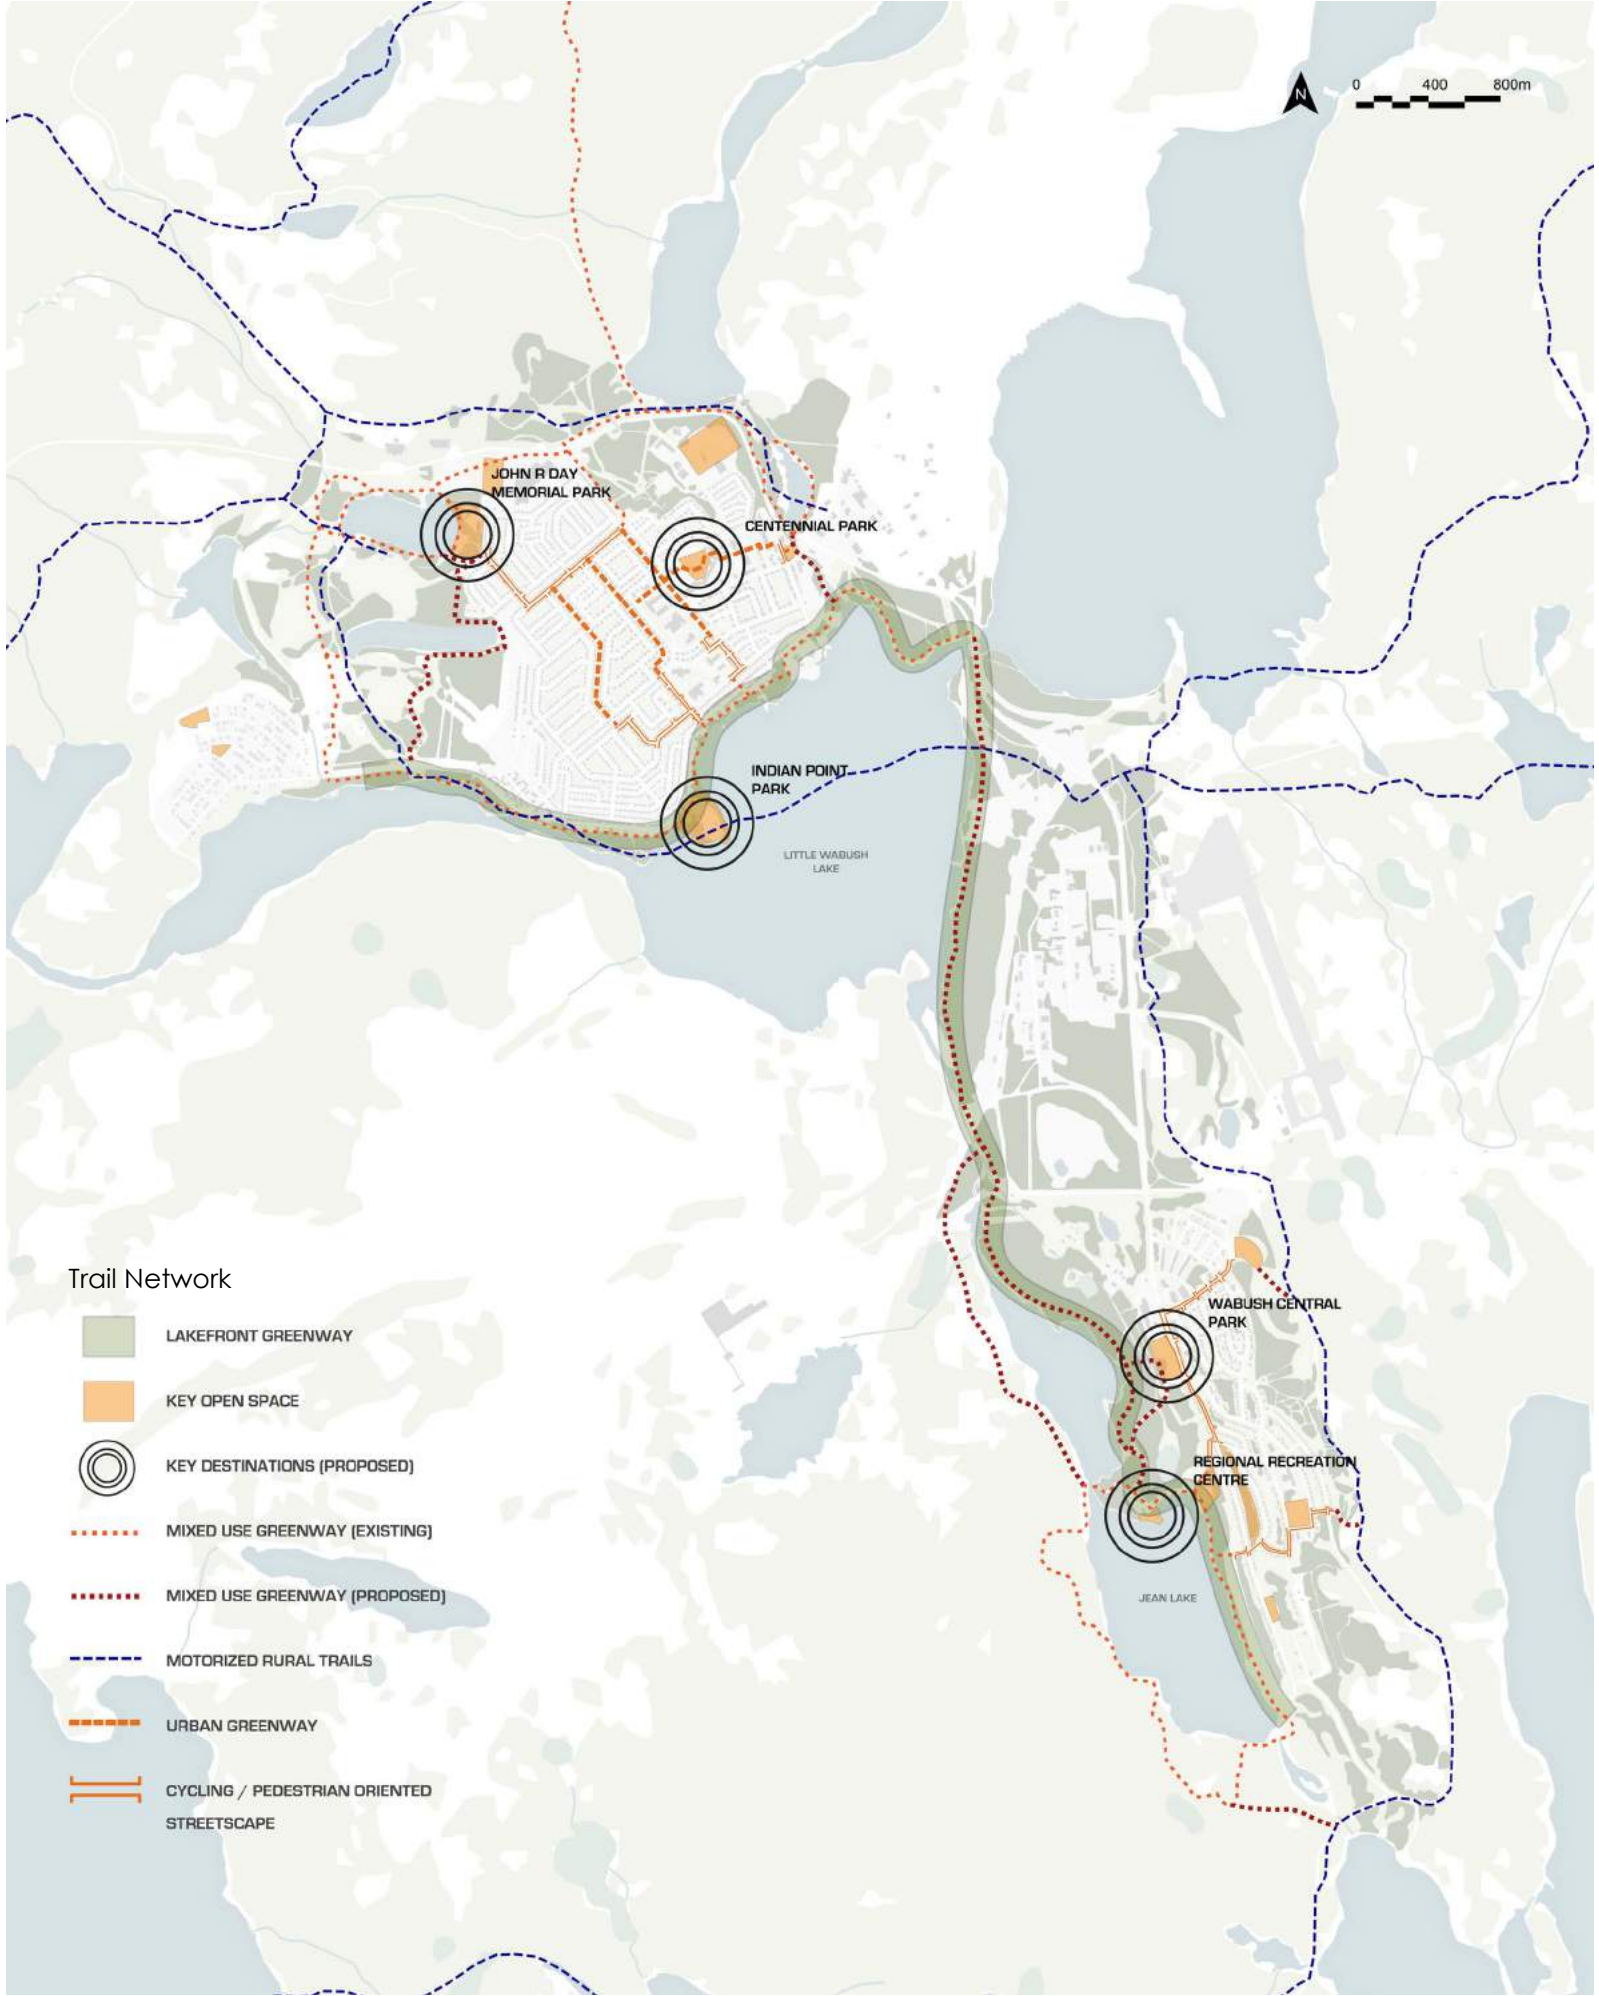 N
0 400 800m
JOHN R DAY
MEMORIAL PARK
CENTENNIAL PARK
INDIAN POINT
PARK
LITTLE WABUSH
LAKE
Trail Network
LAKEFRONT GREENWAY
KEY OPEN SPACE
KEY DESTINATIONS (PROPOSED)
MIXED USE GREENWAY (EXISTING)
MIXED USE GREENWAY (PROPOSED)
MOTORIZED RURAL TRAILS
URBAN GREENWAY
CYCLING / PEDESTRIAN ORIENTED
STREETSCAPE
WABUSH CENTRAL
PARK
REGIONAL RECREATION
CENTRE
JEAN LAKE